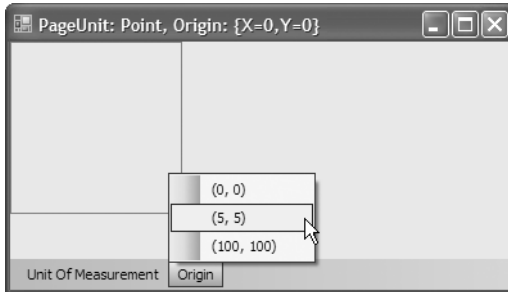 PageUnit: Point, Origin: {X=0,Y=0}
(0, 0)
(5, 5)
(100, 100)
Unit Of Measurement Origin